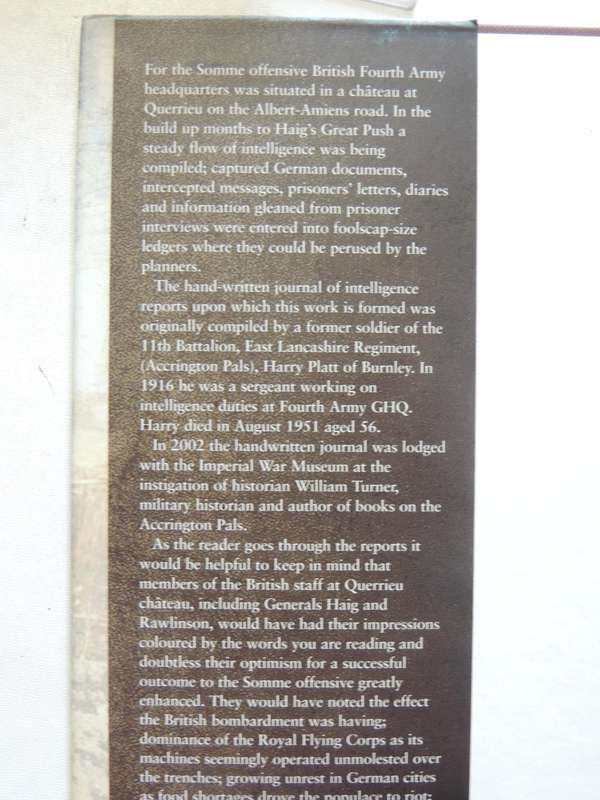 For the Somme offensive British Fourth Army
headquarters was situated in a château at
Querrieu on the Albert-Amiens road. In the
build up months to Haig's Great Push a
steady flow of intelligence was being
compiled; captured German documents,
intercepted messages, prisoners' letters, diaries
and information gleaned from prisoner
interviews were entered into foolscap-size
ledgers where they could be perused by the
planners.
The hand-written journal of intelligence
reports upon which this work is formed was
originally compiled by a former soldier of the
11th Battalion, East Lancashire Regiment,
(Accrington Pals), Harry Platt of Burnley. In
1916 he was a sergeant working on
intelligence duties at Fourth Army GHQ.
Harry died in August 1951 aged 56.
In 2002 the handwritten journal was lodged
with the Imperial War Museum at the
instigation of historian William Turner,
military historian and author of books on the
Accrington Pals.
As the reader goes through the reports it
would be helpful to keep in mind that
members of the British staff at Querrieu
château, including Generals Haig and
Rawlinson, would have had their impressions
coloured by the words you are reading and
doubtless their optimism for a successful
outcome to the Somme offensive greatly
enhanced. They would have noted the effect
the British bombardment was having;
dominance of the Royal Flying Corps as its
machines seemingly operated unmolested over
the trenches; growing unrest in German cities
as food shortages drove the populace to riot;